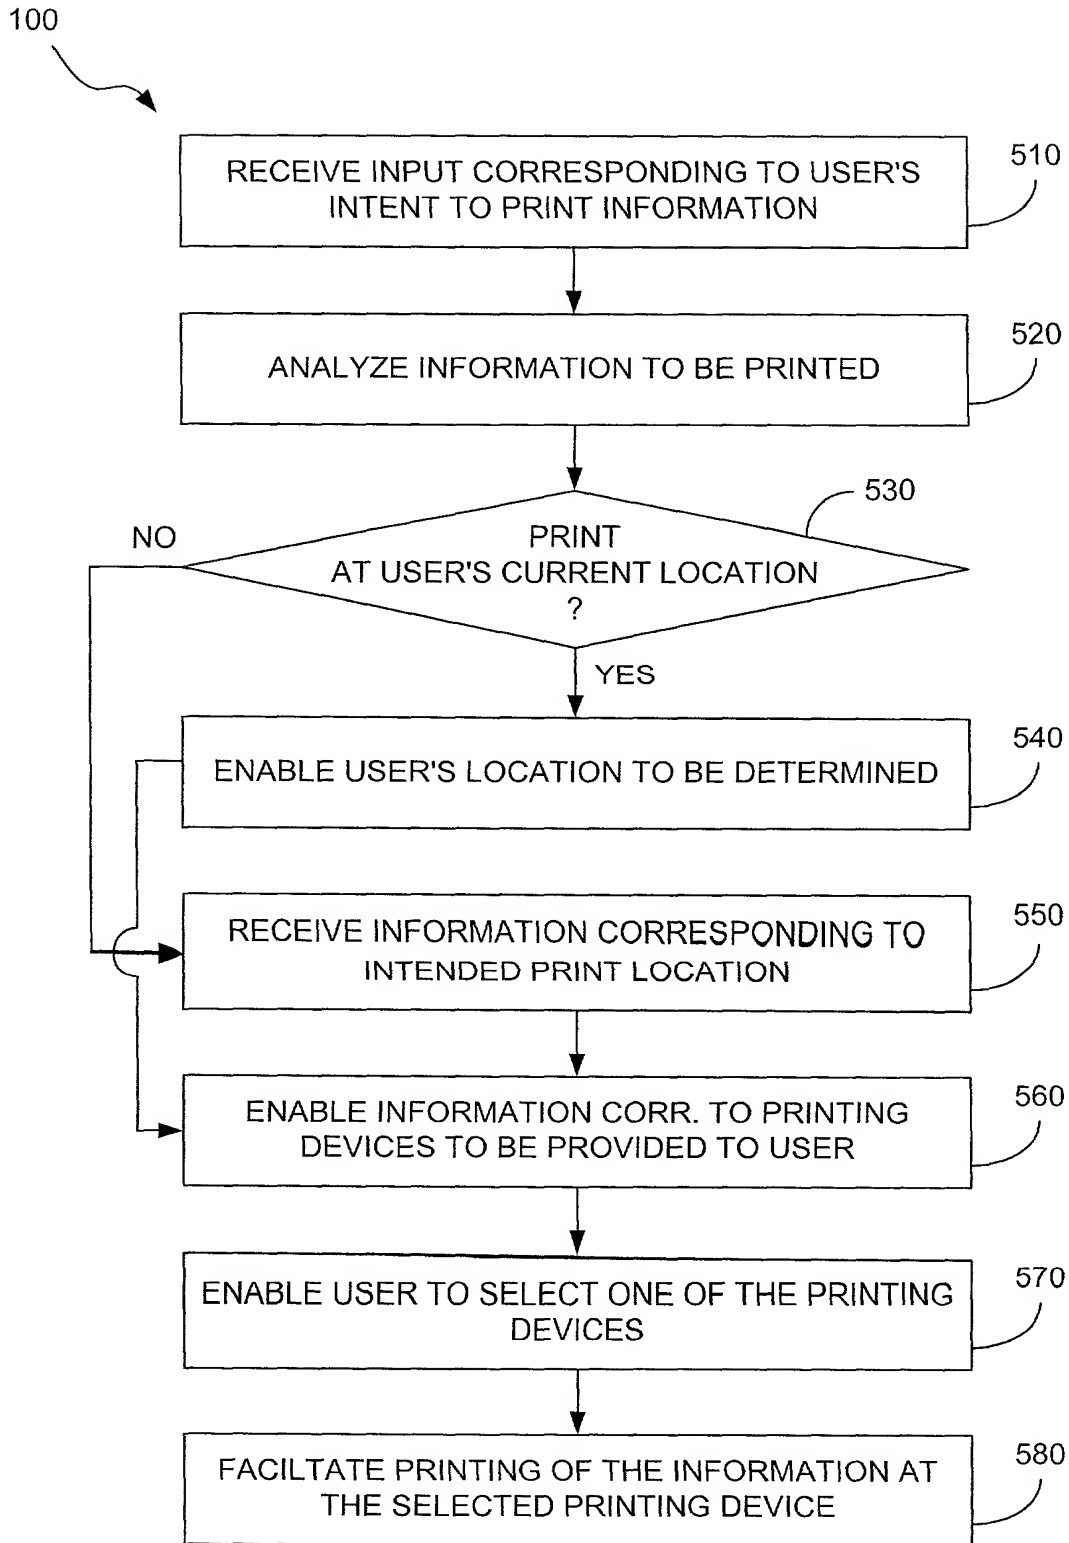 100
RECEIVE INPUT CORRESPONDING TO USER'S
INTENT TO PRINT INFORMATION
510
ANALYZE INFORMATION TO BE PRINTED
520
PRINT
AT USER'S CURRENT LOCATION
?
530
NO
YES
ENABLE USER'S LOCATION TO BE DETERMINED
540
RECEIVE INFORMATION CORRESPONDING TO
INTENDED PRINT LOCATION
550
ENABLE INFORMATION CORR. TO PRINTING
DEVICES TO BE PROVIDED TO USER
560
ENABLE USER TO SELECT ONE OF THE PRINTING
DEVICES
570
FACILTATE PRINTING OF THE INFORMATION AT
THE SELECTED PRINTING DEVICE
580